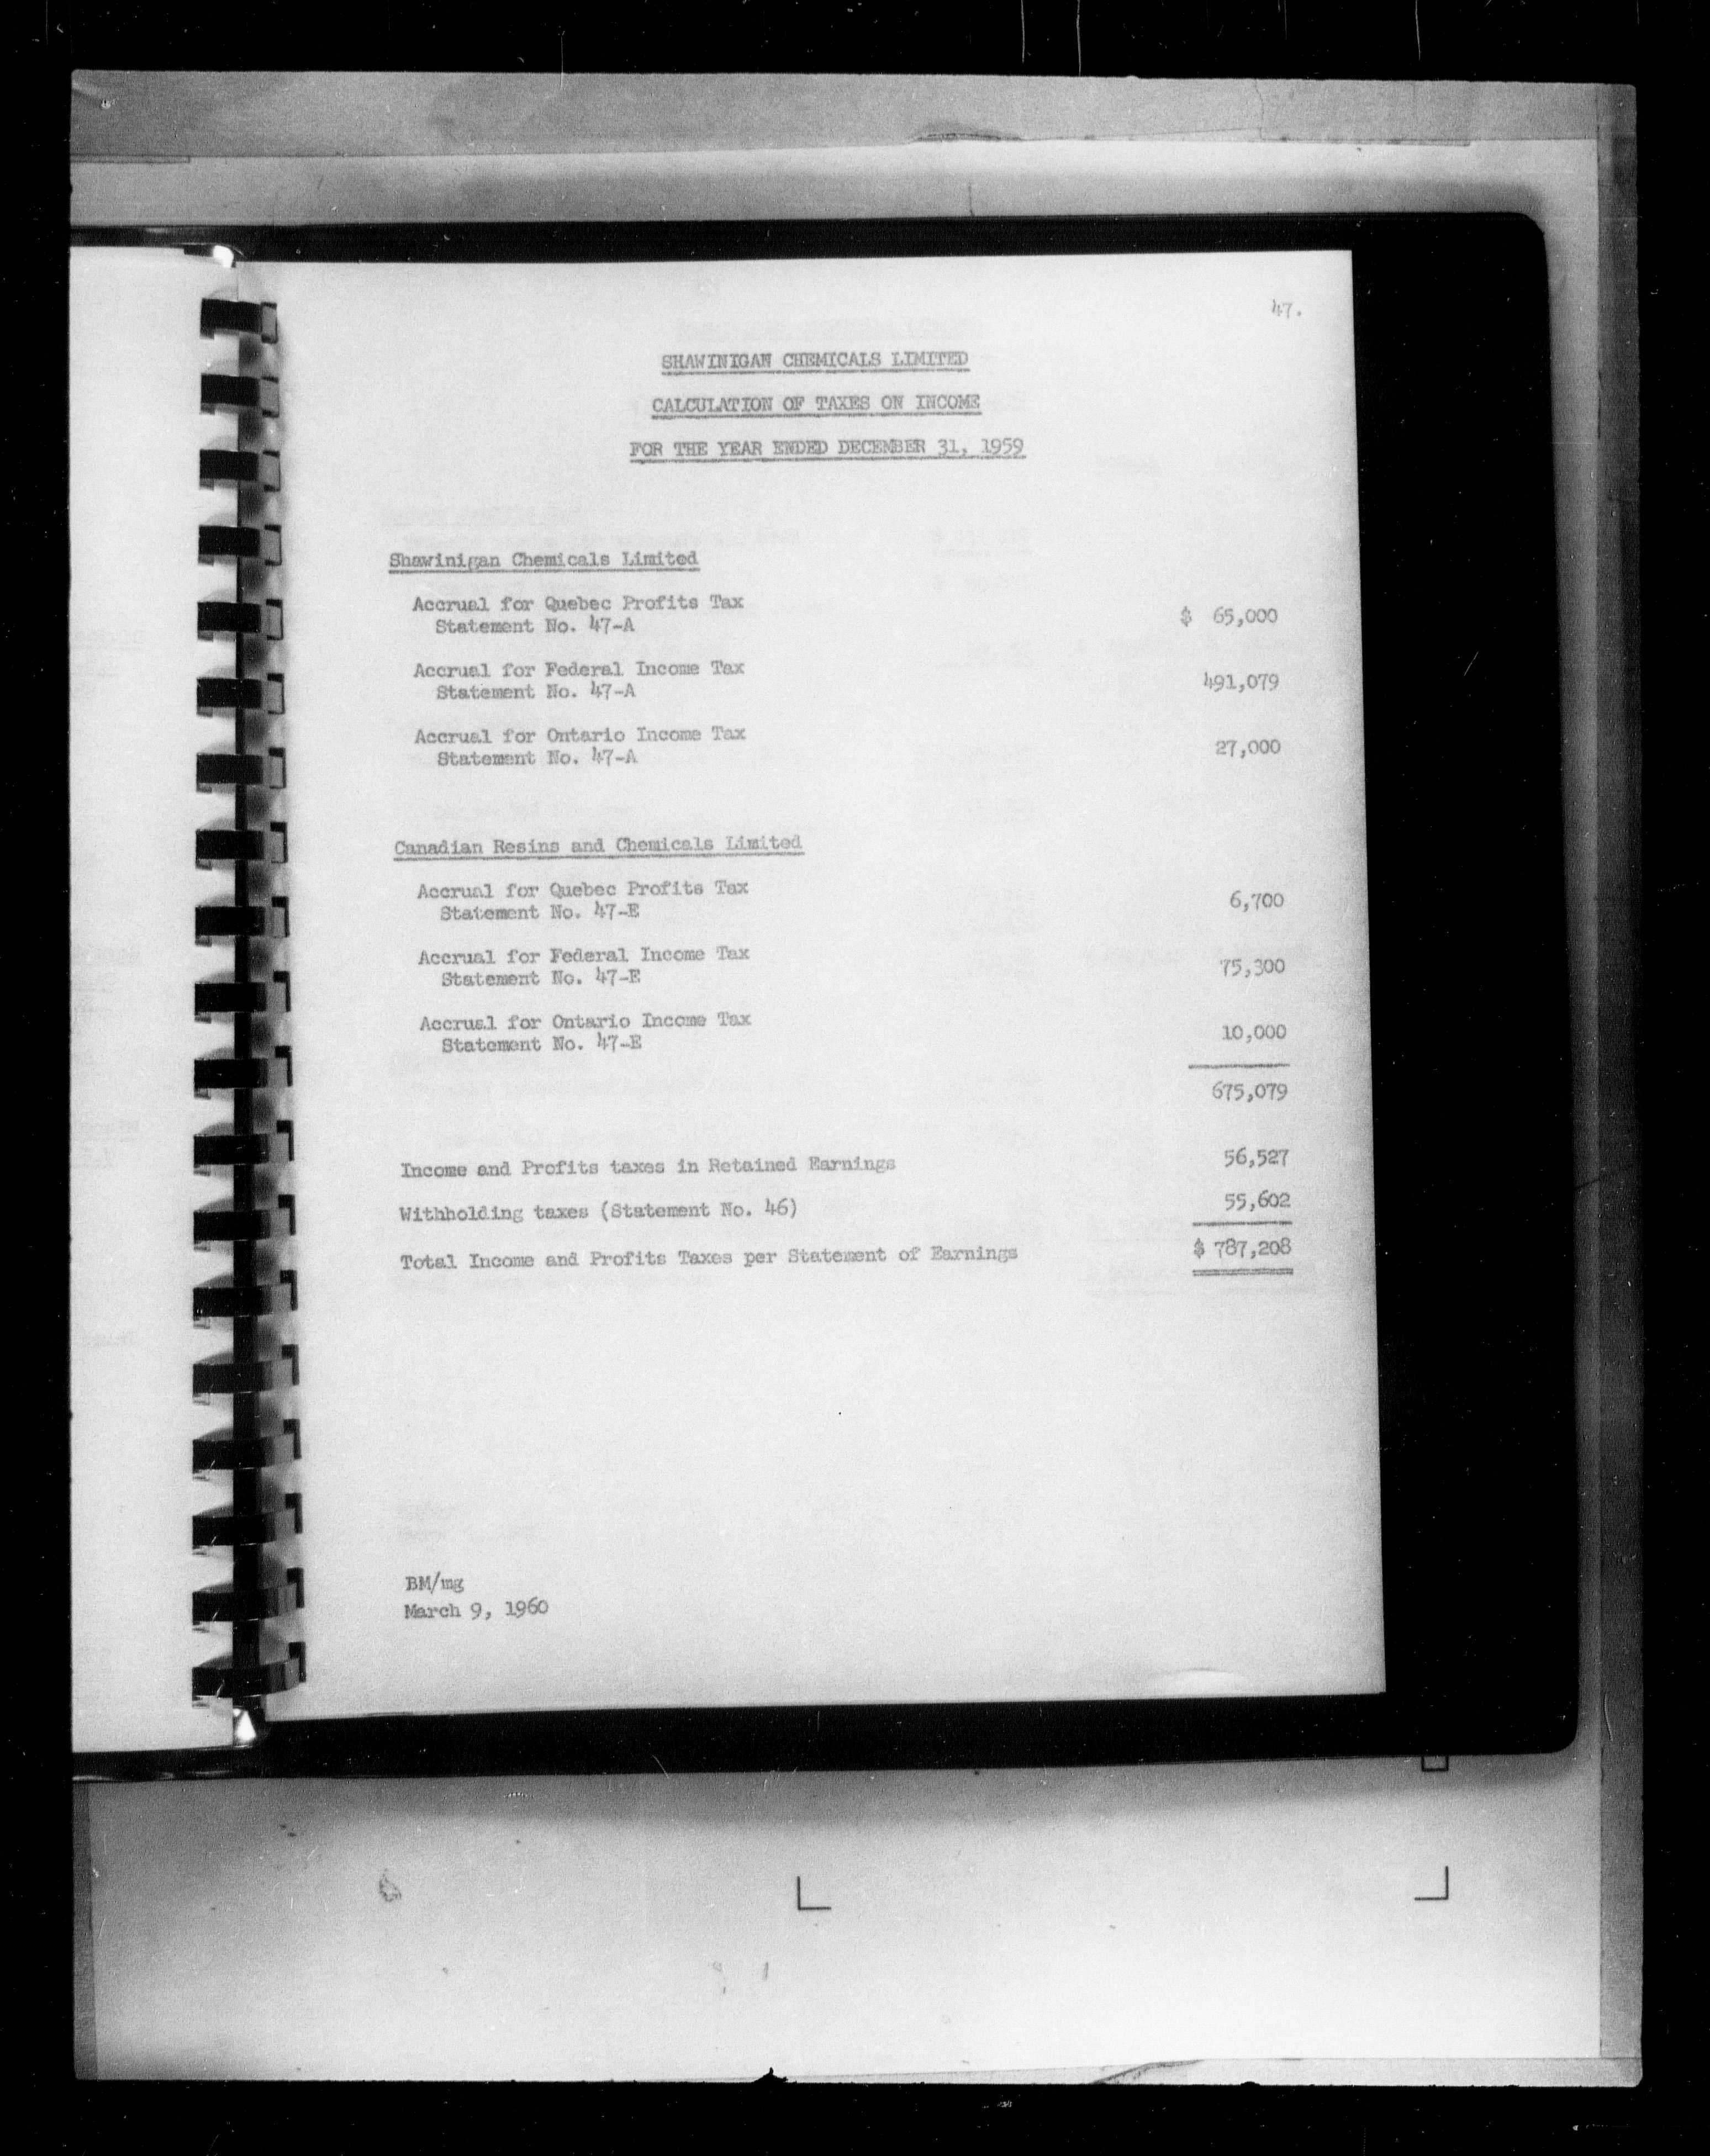 47.
SHAWINIGAN CHEMICALS LIMITED
CALCULATION OF TAXES ON INCOME
FOR THE YEAR ENDED DECEMBER 31, 1959
Shawinigan Chemicals Limited
Accrual for Quebec Profits Tax
Statement No. 47-A $ 65,000
Accrual for Federal Income Tax
Statement No. 47-A 491,079
Accrual for Ontario Income Tax
Statement No. 47-A 27,000
Canadian Resins and Chemicals Limited
Accrual for Quebec Profits Tax
Statement No. 47-E 6,700
Accrual for Federal Income Tax
Statement No. 47-E 75,300
Accrual for Ontario Income Tax
Statement No. 47-E 10,000
675,079
Income and Profits taxes in Retained Earnings 56,527
Withholding taxes (Statement No. 46) 55,602
Total Income and Profits Taxes per Statement of Earnings $ 787,208
BM/mg
March 9, 1960